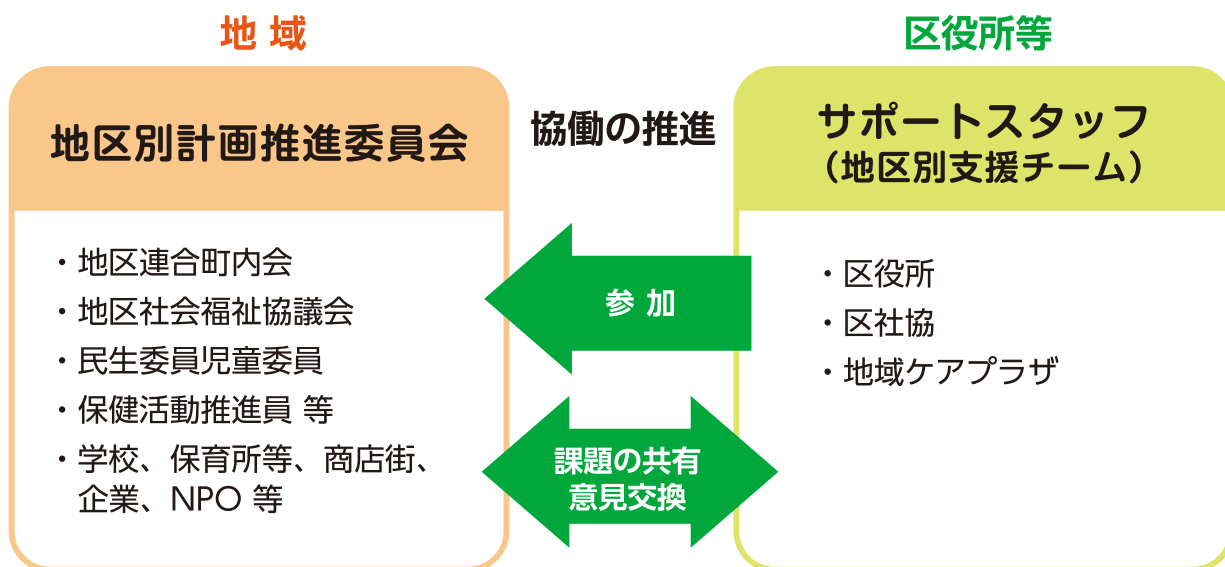 地域
地区別計画推進委員会
・地区連合町内会
・地区社会福祉協議会
・民生委員児童委員
・保健活動推進員 等
・学校、保育所等、商店街、
企業、NPO 等
協働の推進
参加
課題の共有
意見交換
区役所等
サポートスタッフ
（地区別支援チーム）
・区役所
・区社協
・地域ケアプラザ